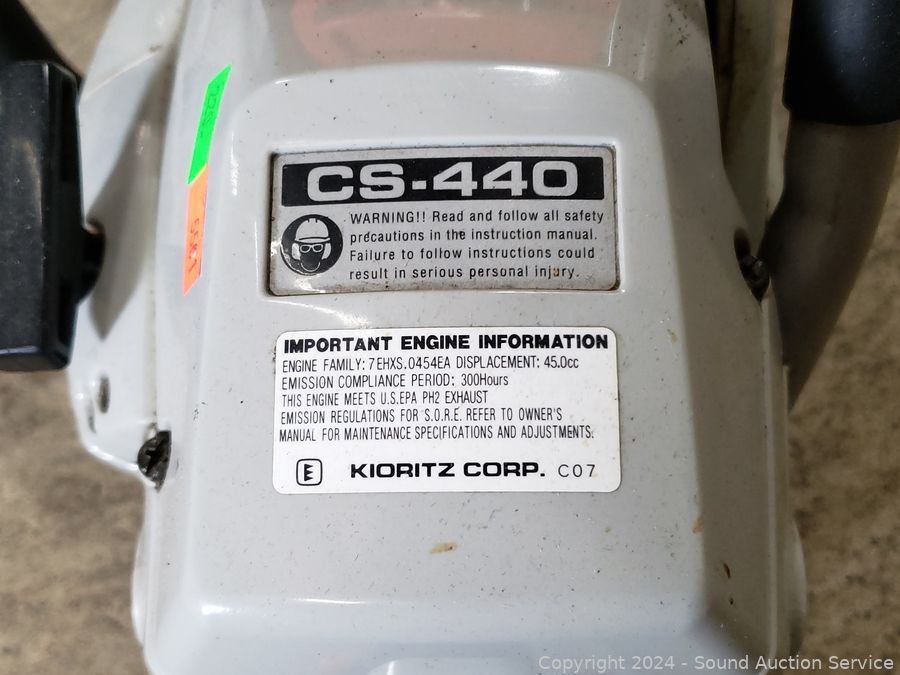 CS-440
WARNING!! Read and follow all safety
precautions in the instruction manual.
Failure to follow instructions could
result in serious personal injury.
IMPORTANT ENGINE INFORMATION
ENGINE FAMILY: 7EHXS.0454EA DISPLACEMENT: 45.0cc
EMISSION COMPLIANCE PERIOD: 300Hours
THIS ENGINE MEETS U.S.EPA PH2 EXHAUST
EMISSION REGULATIONS FOR S.O.R.E. REFER TO OWNER'S
MANUAL FOR MAINTENANCE SPECIFICATIONS AND ADJUSTMENTS.
E KIORITZ CORP. C07
Copyright © 2024 - Sound Auction Service